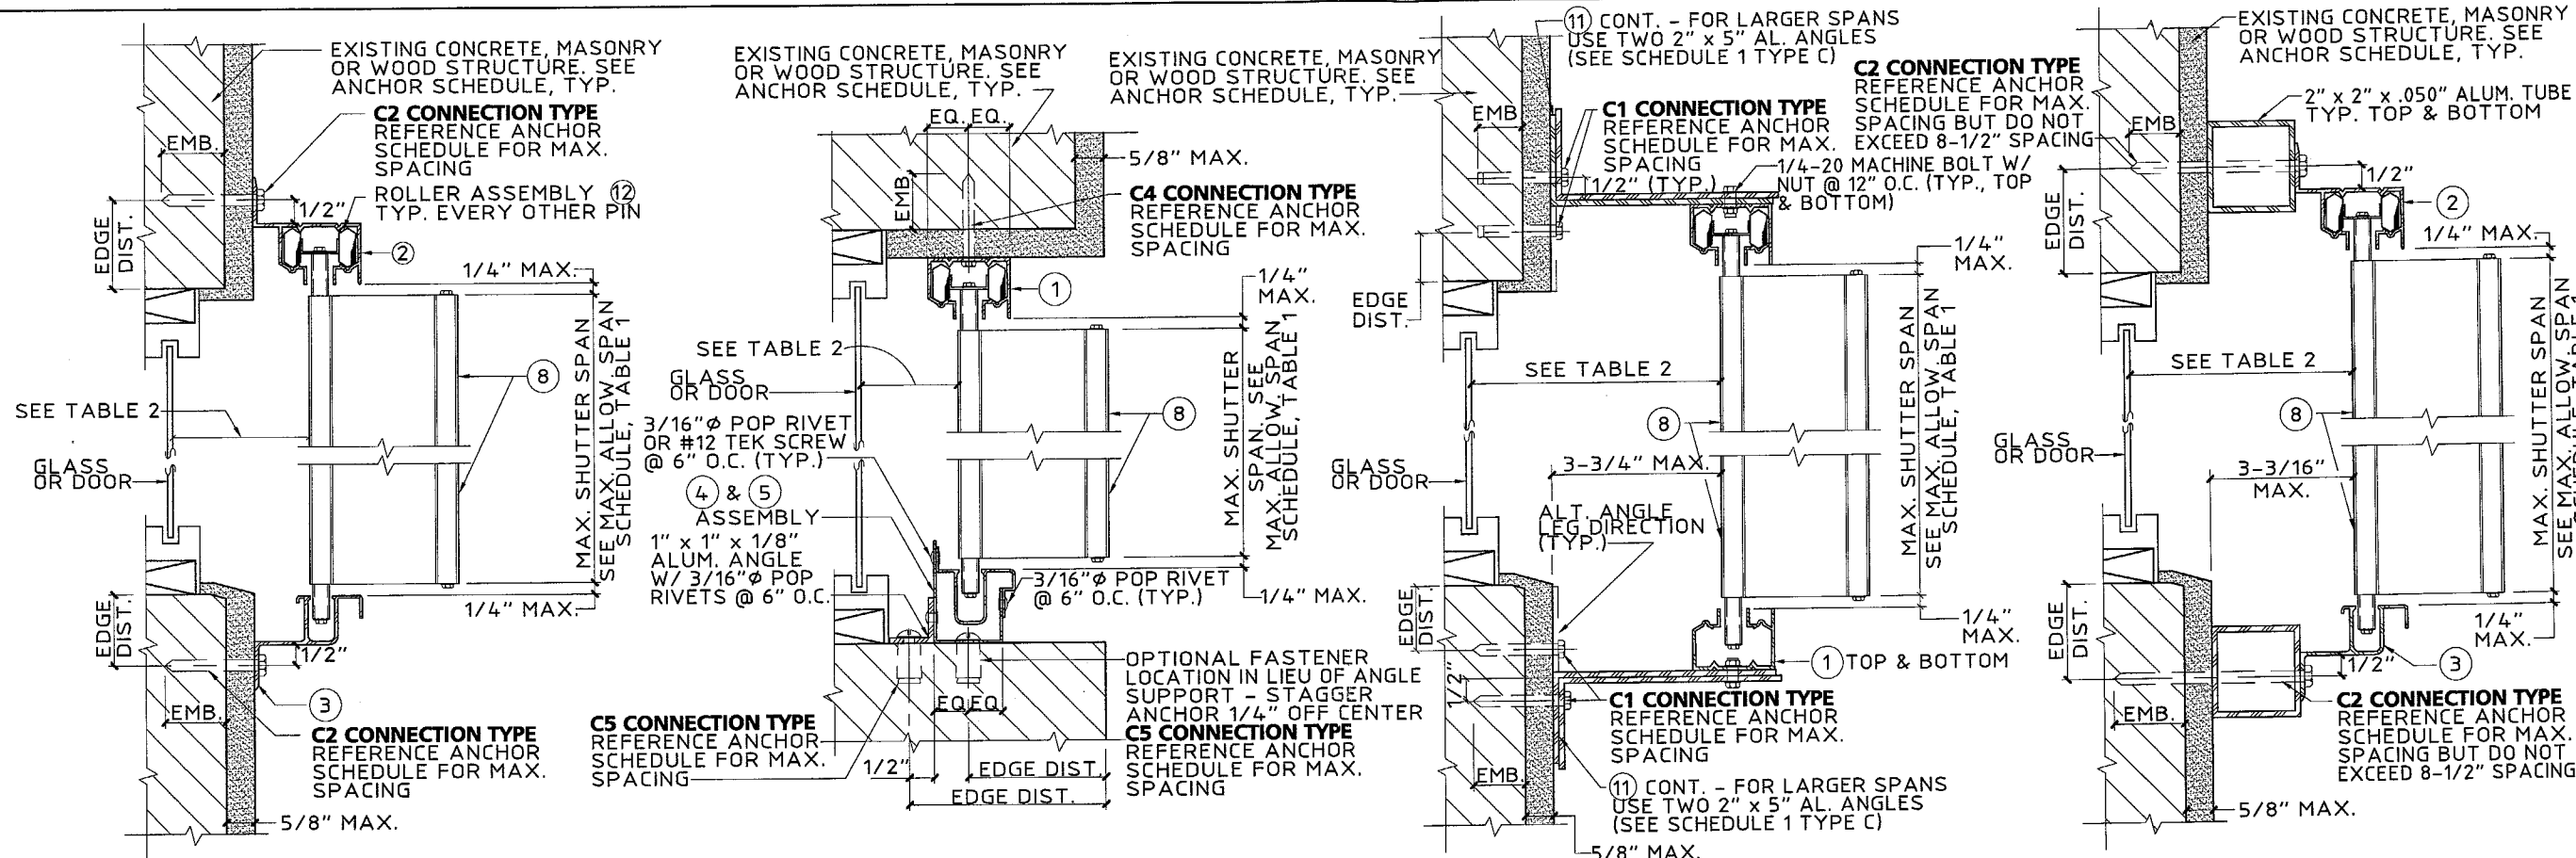 EXISTING CONCRETE, MASONRY
OR WOOD STRUCTURE. SEE
ANCHOR SCHEDULE, TYP.
C2 CONNECTION TYPE
REFERENCE ANCHOR
SCHEDULE FOR MAX.
SPACING
EMB.
ROLLER ASSEMBLY 12
TYP. EVERY OTHER PIN
1/2"
EDGE
DIST.
2
1/4" MAX.
MAX. SHUTTER SPAN
SEE MAX. ALLOW. SPAN
SCHEDULE, TABLE 1
8
SEE TABLE 2
GLASS
OR DOOR
EDGE
DIST.
1/4" MAX.
1/2"
3
EMB.
C2 CONNECTION TYPE
REFERENCE ANCHOR
SCHEDULE FOR MAX.
SPACING
5/8" MAX.
EXISTING CONCRETE, MASONRY
OR WOOD STRUCTURE. SEE
ANCHOR SCHEDULE, TYP.
EQ. EQ.
5/8" MAX.
EMB.
C4 CONNECTION TYPE
REFERENCE ANCHOR
SCHEDULE FOR MAX.
SPACING
1/4"
MAX.
1
SEE TABLE 2
GLASS
OR DOOR
MAX. SHUTTER
SPAN. SEE
MAX. ALLOW. SPAN
SCHEDULE, TABLE 1
8
3/16"Ø POP RIVET
OR #12 TEK SCREW
@ 6" O.C. (TYP.)
4 & 5
ASSEMBLY
1" x 1" x 1/8"
ALUM. ANGLE
W/ 3/16"Ø POP
RIVETS @ 6" O.C.
3/16"Ø POP RIVET
@ 6" O.C. (TYP.)
1/4" MAX.
OPTIONAL FASTENER
LOCATION IN LIEU OF ANGLE
SUPPORT - STAGGER
ANCHOR 1/4" OFF CENTER
EQ. EQ.
C5 CONNECTION TYPE
REFERENCE ANCHOR
SCHEDULE FOR MAX.
SPACING
C5 CONNECTION TYPE
REFERENCE ANCHOR
SCHEDULE FOR MAX.
SPACING
1/2"
EDGE DIST.
EDGE DIST.
EXISTING CONCRETE, MASONRY
OR WOOD STRUCTURE. SEE
ANCHOR SCHEDULE, TYP.
11 CONT. - FOR LARGER SPANS
USE TWO 2" x 5" AL. ANGLES
(SEE SCHEDULE 1 TYPE C)
EMB.
C1 CONNECTION TYPE
REFERENCE ANCHOR
SCHEDULE FOR MAX.
SPACING
1/2" (TYP.)
1/4-20 MACHINE BOLT W/
NUT @ 12" O.C. (TYP., TOP
& BOTTOM)
1/4"
MAX.
EDGE
DIST.
SEE TABLE 2
8
MAX. SHUTTER SPAN
SEE MAX. ALLOW. SPAN
SCHEDULE, TABLE 1
GLASS
OR DOOR
3-3/4" MAX.
ALT. ANGLE
LEG DIRECTION
(TYP.)
EDGE
DIST.
1/4"
MAX.
1 TOP & BOTTOM
1/2"
C1 CONNECTION TYPE
REFERENCE ANCHOR
SCHEDULE FOR MAX.
SPACING
EMB.
11 CONT. - FOR LARGER SPANS
USE TWO 2" x 5" AL. ANGLES
(SEE SCHEDULE 1 TYPE C)
5/8" MAX.
C2 CONNECTION TYPE
REFERENCE ANCHOR
SCHEDULE FOR MAX.
SPACING BUT DO NOT
EXCEED 8-1/2" SPACING
EXISTING CONCRETE, MASONRY
OR WOOD STRUCTURE. SEE
ANCHOR SCHEDULE, TYP.
2" x 2" x .050" ALUM. TUBE
TYP. TOP & BOTTOM
EMB.
1/2"
EDGE
DIST.
2
1/4" MAX.
SEE TABLE 2
8
MAX. SHUTTER SPAN
SEE MAX. ALLOW. SPAN
GLASS
OR DOOR
3-3/16"
MAX.
EDGE
DIST.
1/4"
MAX.
1/2"
3
EMB.
C2 CONNECTION TYPE
REFERENCE ANCHOR
SCHEDULE FOR MAX.
SPACING BUT DO NOT
EXCEED 8-1/2" SPACING
5/8" MAX.